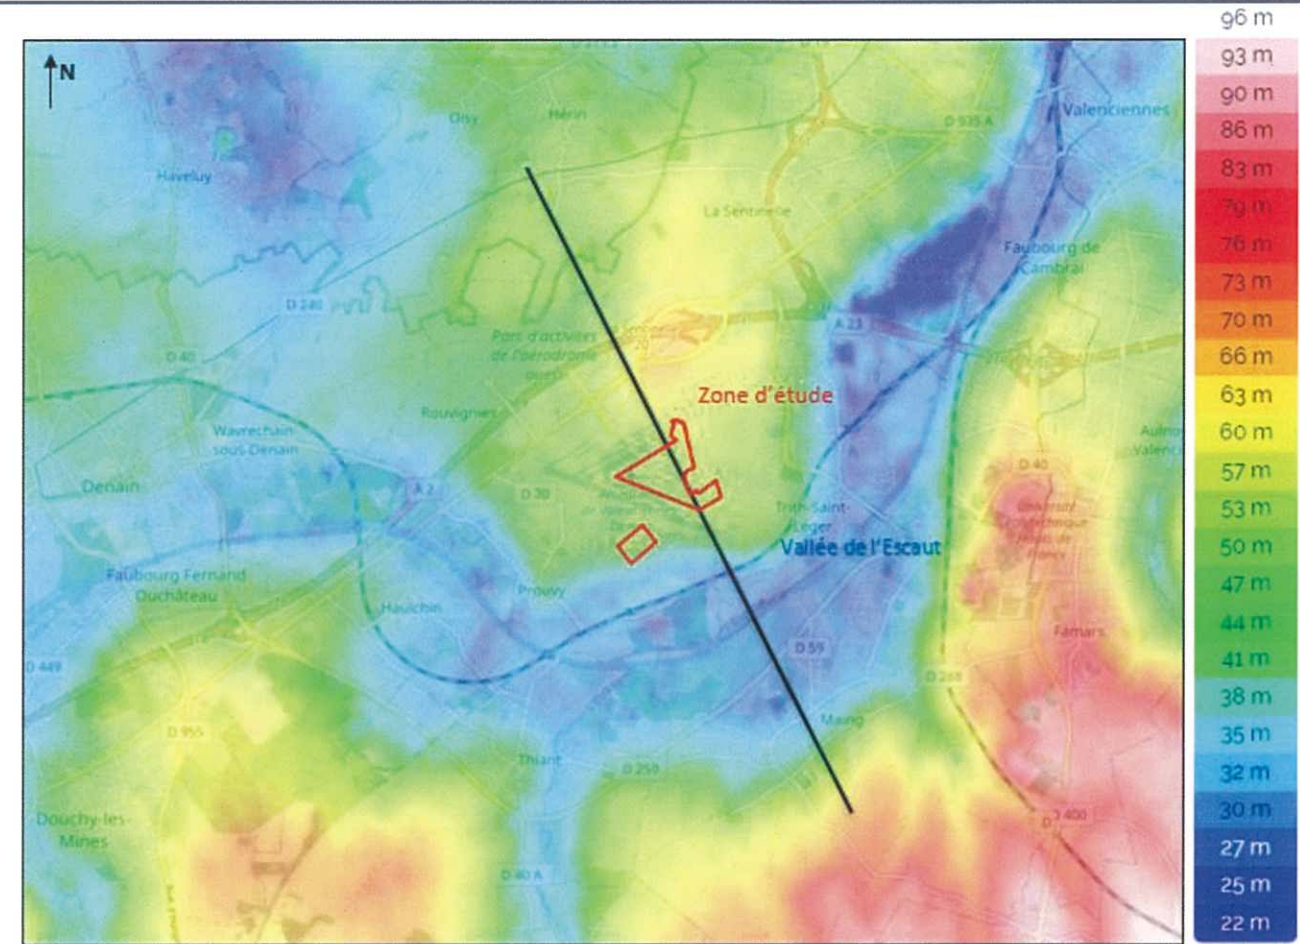 N
96 m
93 m
90 m
86 m
83 m
79 m
76 m
73 m
70 m
66 m
63 m
60 m
57 m
53 m
50 m
47 m
44 m
41 m
38 m
35 m
32 m
30 m
27 m
25 m
22 m
Valenciennes
Oisy
Hérin
D 935 A
Haveluy
La Sentinelle
Faubourg de
Cambrai
D 240
A 23
Parc d'activités
de l'aérodrome
ouest
D 40
Zone d'étude
Rouvignies
Wavrechain-
sous-Denain
D 40
Denain
A 2
D 30
Trith-Saint-
Léger
Vallée de l'Escaut
Université
Polytechnique
Faubourg Fernand
Duchâteau
Prouvy
Haulchin
Famars
D 59
D 449
D 288
D 955
Maing
Thiant
D 259
Douchy-les-
Mines
D 400
D 40 A